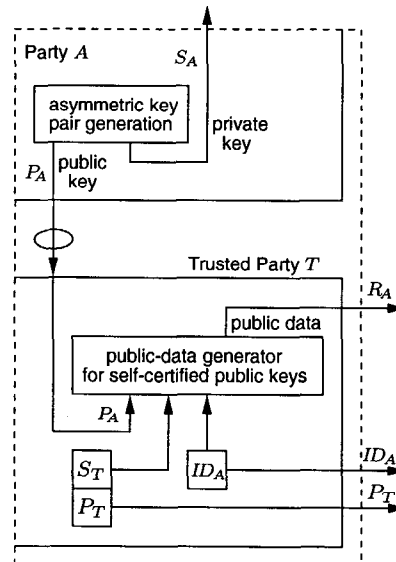 Party A
S_A
asymmetric key
pair generation
private
key
P_A
public
key
Trusted Party T
R_A
public data
public-data generator
for self-certified public keys
P_A
S_T
ID_A
ID_A
P_T
P_T